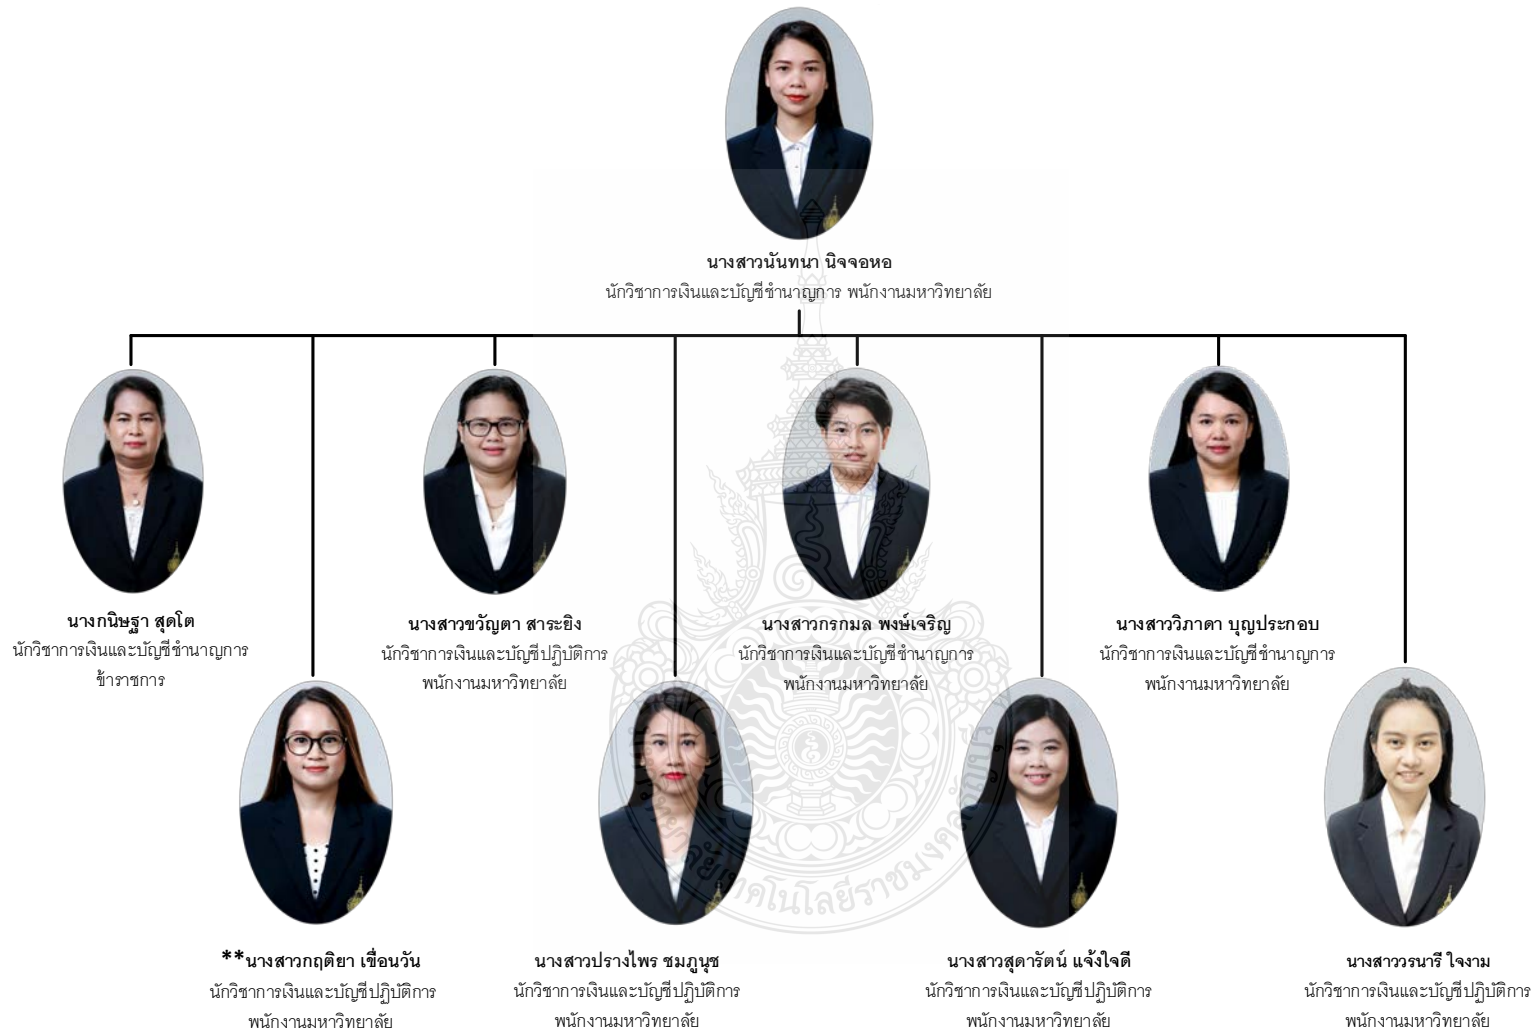 นางสาวนันทนา นิจจอหอ
นักวิชาการเงินและบัญชีชำนาญการ พนักงานมหาวิทยาลัย
นางกนิษฐา สุดโต
นักวิชาการเงินและบัญชีชำนาญการ
ข้าราชการ
นางสาวขวัญตา สาระยิง
นักวิชาการเงินและบัญชีปฏิบัติการ
พนักงานมหาวิทยาลัย
นางสาวกรกมล พงษ์เจริญ
นักวิชาการเงินและบัญชีชำนาญการ
พนักงานมหาวิทยาลัย
นางสาววิภาดา บุญประกอบ
นักวิชาการเงินและบัญชีชำนาญการ
พนักงานมหาวิทยาลัย
**นางสาวกฤติยา เขื่อนวัน
นักวิชาการเงินและบัญชีปฏิบัติการ
พนักงานมหาวิทยาลัย
นางสาวปรางไพร ชมภูนุช
นักวิชาการเงินและบัญชีปฏิบัติการ
พนักงานมหาวิทยาลัย
นางสาวสุดารัตน์ แจ้งใจดี
นักวิชาการเงินและบัญชีปฏิบัติการ
พนักงานมหาวิทยาลัย
นางสาววรนารี ใจงาม
นักวิชาการเงินและบัญชีปฏิบัติการ
พนักงานมหาวิทยาลัย